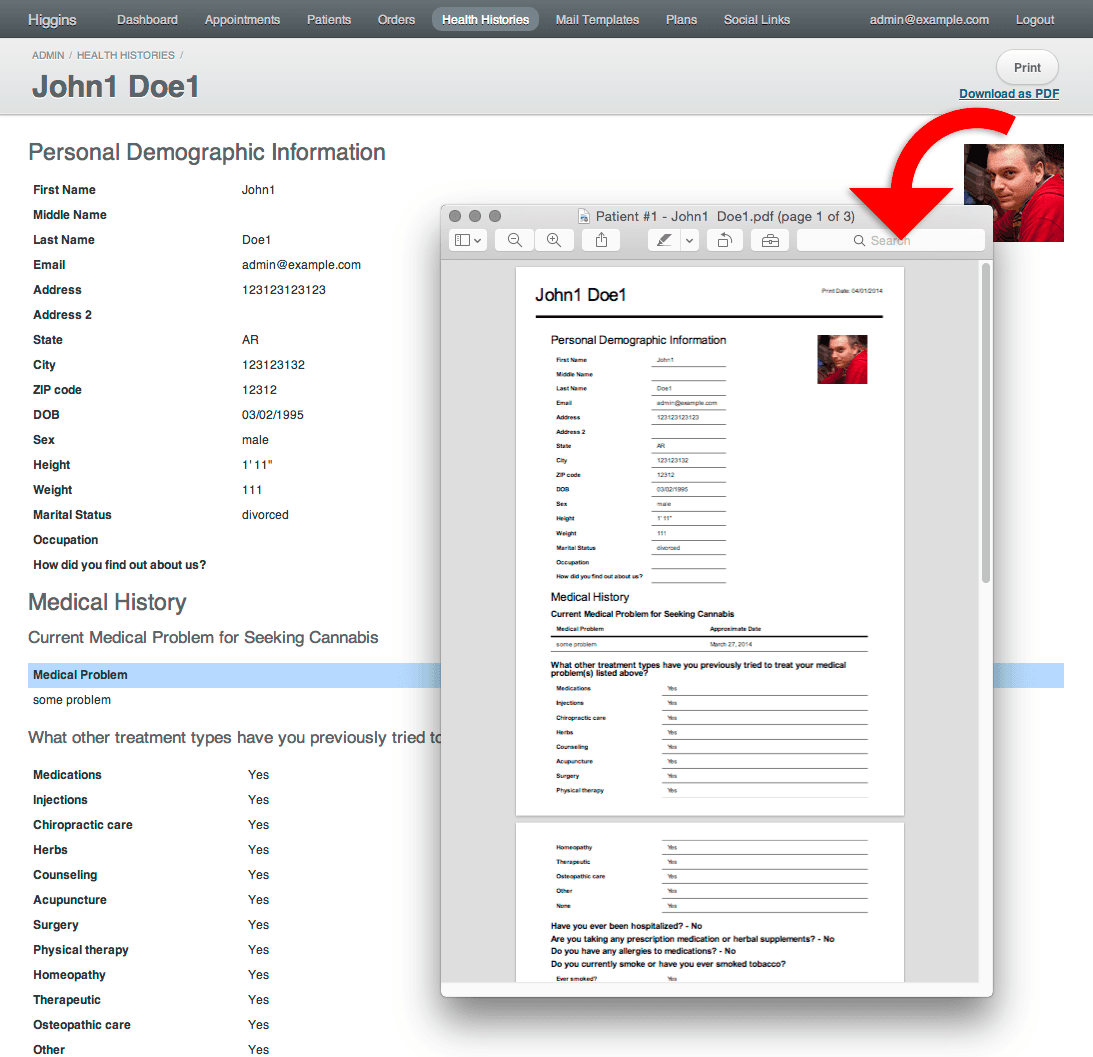 Higgins Dashboard Appointments Patients Orders Health Histories Mail Templates Plans Social Links admin@example.com Logout
ADMIN / HEALTH HISTORIES /
John1 Doe1
Print
Download as PDF
Personal Demographic Information
First Name John1
Middle Name
Last Name Doe1
Email admin@example.com
Address 123123123123
Address 2
State AR
City 123123132
ZIP code 12312
DOB 03/02/1995
Sex male
Height 1' 11"
Weight 111
Marital Status divorced
Occupation
How did you find out about us?
Medical History
Current Medical Problem for Seeking Cannabis
Medical Problem
some problem
What other treatment types have you previously tried to
Medications Yes
Injections Yes
Chiropractic care Yes
Herbs Yes
Counseling Yes
Acupuncture Yes
Surgery Yes
Physical therapy Yes
Homeopathy Yes
Therapeutic Yes
Osteopathic care Yes
Other Yes
Patient #1 - John1 Doe1.pdf (page 1 of 3)
Search
John1 Doe1
Print Date: 04/01/2014
Personal Demographic Information
First Name John1
Middle Name
Last Name Doe1
Email admin@example.com
Address 123123123123
Address 2
State AR
City 123123132
ZIP code 12312
DOB 03/02/1995
Sex male
Height 1' 11"
Weight 111
Marital Status divorced
Occupation
How did you find out about us?
Medical History
Current Medical Problem for Seeking Cannabis
Medical Problem Approximate Date
some problem March 27, 2014
What other treatment types have you previously tried to treat your medical
problem(s) listed above?
Medications Yes
Injections Yes
Chiropractic care Yes
Herbs Yes
Counseling Yes
Acupuncture Yes
Surgery Yes
Physical therapy Yes
Homeopathy Yes
Therapeutic Yes
Osteopathic care Yes
Other Yes
None Yes
Have you ever been hospitalized? - No
Are you taking any prescription medication or herbal supplements? - No
Do you have any allergies to medications? - No
Do you currently smoke or have you ever smoked tobacco?
Ever smoked? Yes